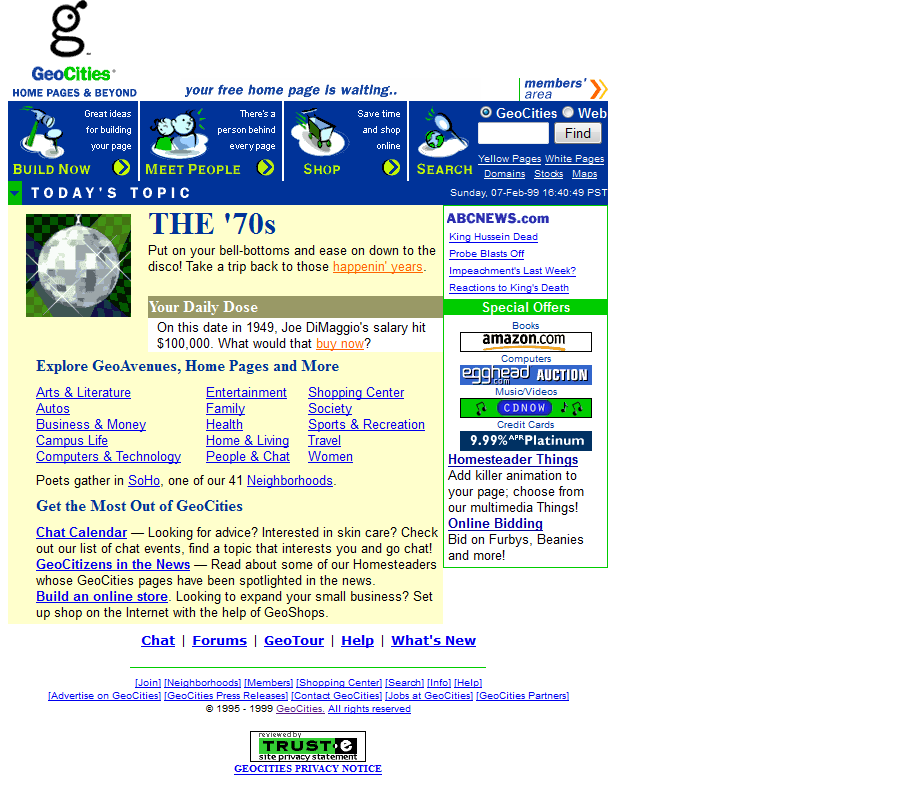 g
GeoCities
HOME PAGES & BEYOND
your free home page is waiting..
members'
area
Great ideas
for building
your page
BUILD NOW
There's a
person behind
every page
MEET PEOPLE
Save time
and shop
online
SHOP
SEARCH
GeoCities Web
Find
Yellow Pages White Pages
Domains Stocks Maps
TODAY'S TOPIC
Sunday, 07-Feb-99 16:40:49 PST
THE '70s
Put on your bell-bottoms and ease on down to the
disco! Take a trip back to those happenin' years.
Your Daily Dose
On this date in 1949, Joe DiMaggio's salary hit
$100,000. What would that buy now?
Explore GeoAvenues, Home Pages and More
Arts & Literature Entertainment Shopping Center
Autos Family Society
Business & Money Health Sports & Recreation
Campus Life Home & Living Travel
Computers & Technology People & Chat Women
Poets gather in SoHo, one of our 41 Neighborhoods.
Get the Most Out of GeoCities
Chat Calendar — Looking for advice? Interested in skin care? Check
out our list of chat events, find a topic that interests you and go chat!
GeoCitizens in the News — Read about some of our Homesteaders
whose GeoCities pages have been spotlighted in the news.
Build an online store. Looking to expand your small business? Set
up shop on the Internet with the help of GeoShops.
ABCNEWS.com
King Hussein Dead
Probe Blasts Off
Impeachment's Last Week?
Reactions to King's Death
Special Offers
Books
amazon.com
Computers
egghead.com AUCTION
Music/Videos
CDNOW
Credit Cards
9.99% APR Platinum
Homesteader Things
Add killer animation to
your page; choose from
our multimedia Things!
Online Bidding
Bid on Furbys, Beanies
and more!
Chat | Forums | GeoTour | Help | What's New
[Join] [Neighborhoods] [Members] [Shopping Center] [Search] [Info] [Help]
[Advertise on GeoCities] [GeoCities Press Releases] [Contact GeoCities] [Jobs at GeoCities] [GeoCities Partners]
© 1995 - 1999 GeoCities. All rights reserved
reviewed by
TRUST·e
site privacy statement
GEOCITIES PRIVACY NOTICE